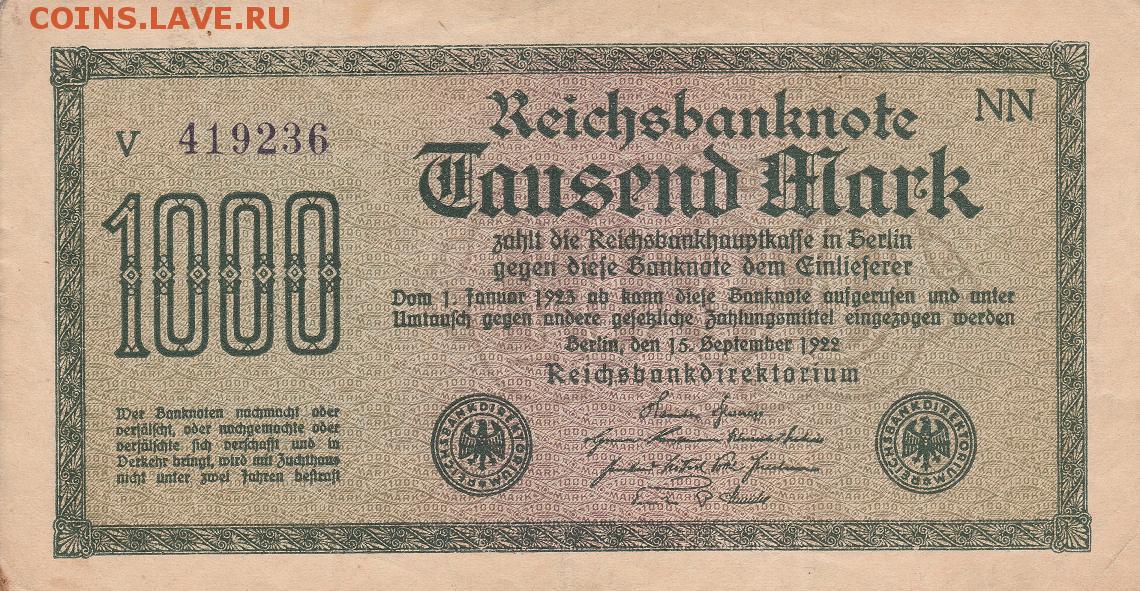 COINS.LAVE.RU
NN
V 419236
1000
Reichsbanknote
Tausend Mark
zahlt die Reichsbankhauptkasse in Berlin
gegen diese Banknote dem Einlieferer
Vom 1. Januar 1923 ab kann diese Banknote aufgerufen und unter
Umtausch gegen andere gesetzliche Zahlungsmittel eingezogen werden
Berlin, den 15. September 1922
Reichsbankdirektorium
Wer Banknoten nachmacht oder
verfälscht, oder nachgemachte oder
verfälschte sich verschafft und in
Verkehr bringt, wird mit Zuchthaus
nicht unter zwei Jahren bestraft
REICHSBANKDIREKTORIUM
REICHSBANKDIREKTORIUM